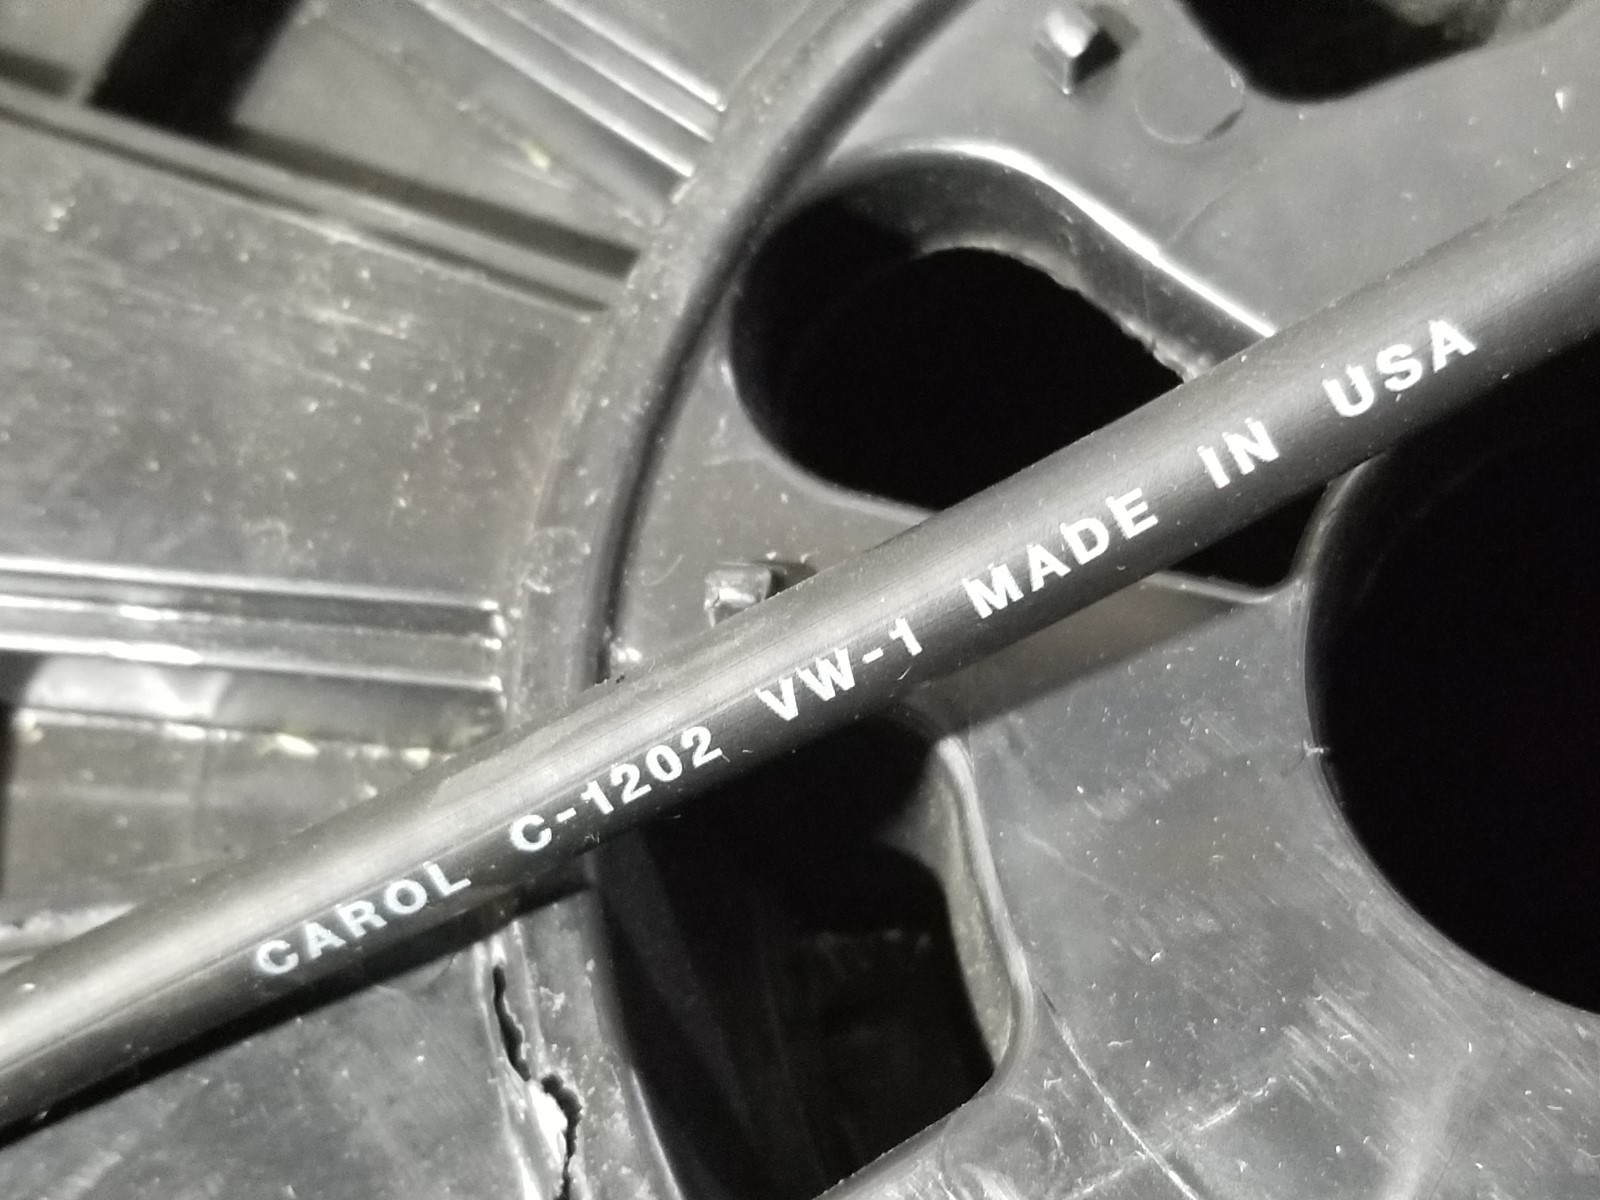 CAROL C-1202 VW-1 MADE IN USA